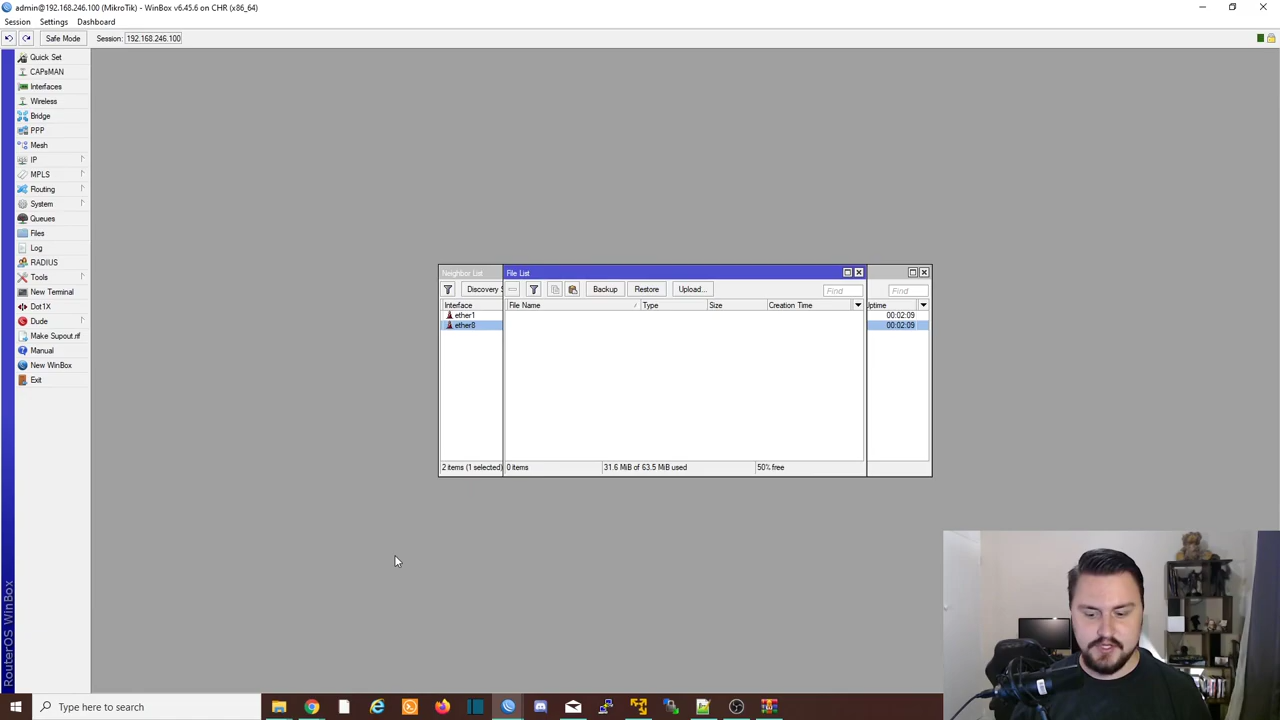 admin@192.168.246.100 (MikroTik) - WinBox v6.45.6 on CHR (x86_64)
Session Settings Dashboard
Safe Mode Session: 192.168.246.100
Quick Set
CAPsMAN
Interfaces
Wireless
Bridge
PPP
Mesh
IP
MPLS
Routing
System
Queues
Files
Log
RADIUS
Tools
New Terminal
Dot1X
Dude
Make Supout.rif
Manual
New WinBox
Exit
RouterOS WinBox
Neighbor List
Discovery
Interface
ether1
ether8
2 items (1 selected)
File List
Backup Restore Upload... Find
File Name Type Size Creation Time
0 items 31.6 MiB of 63.5 MiB used 50% free
Find
Uptime
00:02:09
00:02:09
Type here to search